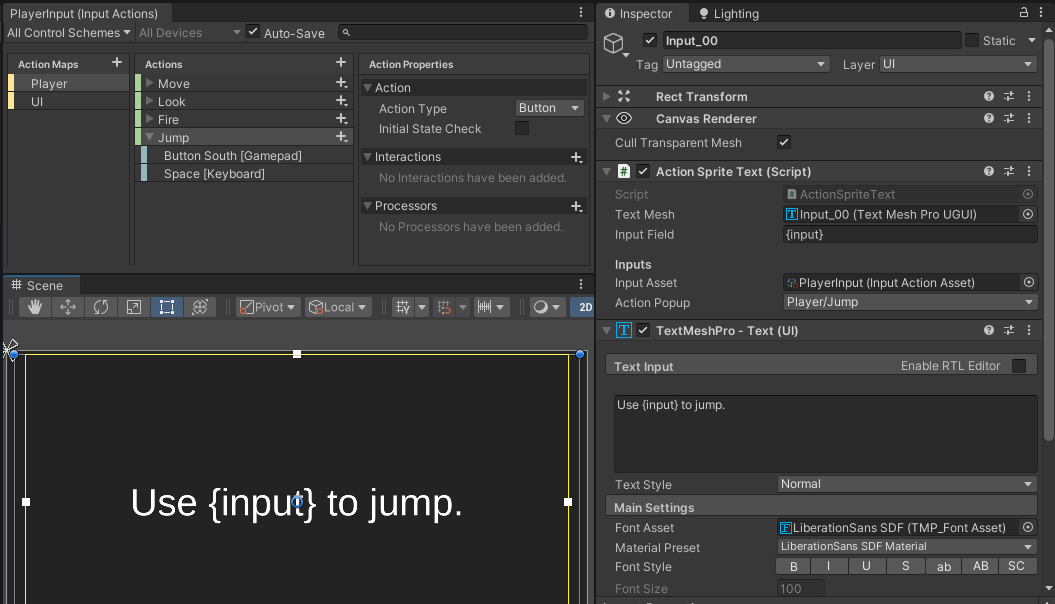 PlayerInput (Input Actions)
All Control Schemes
All Devices
Auto-Save
Action Maps
Player
UI
Actions
Move
Look
Fire
Jump
Button South [Gamepad]
Space [Keyboard]
Action Properties
Action
Action Type
Button
Initial State Check
Interactions
No Interactions have been added.
Processors
No Processors have been added.
Scene
Pivot
Local
2D
Use {input} to jump.
Inspector
Lighting
Input_00
Static
Tag
Untagged
Layer
UI
Rect Transform
Canvas Renderer
Cull Transparent Mesh
Action Sprite Text (Script)
Script
ActionSpriteText
Text Mesh
Input_00 (Text Mesh Pro UGUI)
Input Field
{input}
Inputs
Input Asset
PlayerInput (Input Action Asset)
Action Popup
Player/Jump
TextMeshPro - Text (UI)
Text Input
Enable RTL Editor
Use {input} to jump.
Text Style
Normal
Main Settings
Font Asset
LiberationSans SDF (TMP_Font Asset)
Material Preset
LiberationSans SDF Material
Font Style
B
I
U
S
ab
AB
SC
Font Size
100